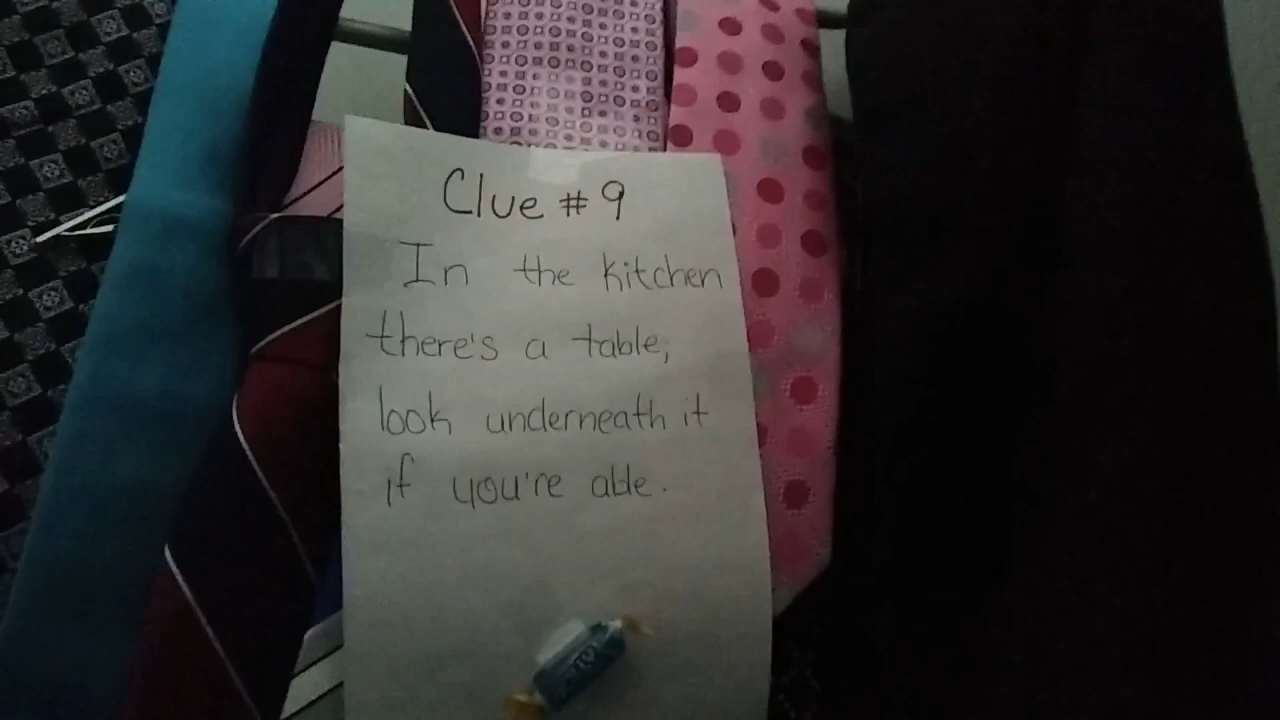 Clue #9
In the kitchen
there's a table,
look underneath it
if you're able.